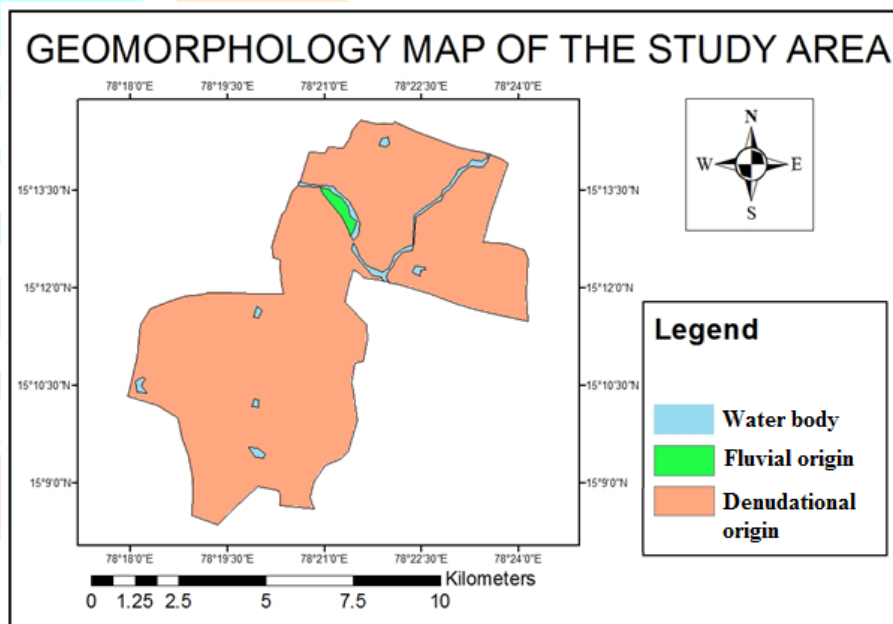 GEOMORPHOLOGY MAP OF THE STUDY AREA
78°18'0"E 78°19'30"E 78°21'0"E 78°22'30"E 78°24'0"E
N
W E
S
15°13'30"N 15°13'30"N
15°12'0"N 15°12'0"N
15°10'30"N 15°10'30"N
15°9'0"N 15°9'0"N
Legend
Water body
Fluvial origin
Denudational
origin
78°18'0"E 78°19'30"E 78°21'0"E 78°22'30"E 78°24'0"E
Kilometers
0 1.25 2.5 5 7.5 10